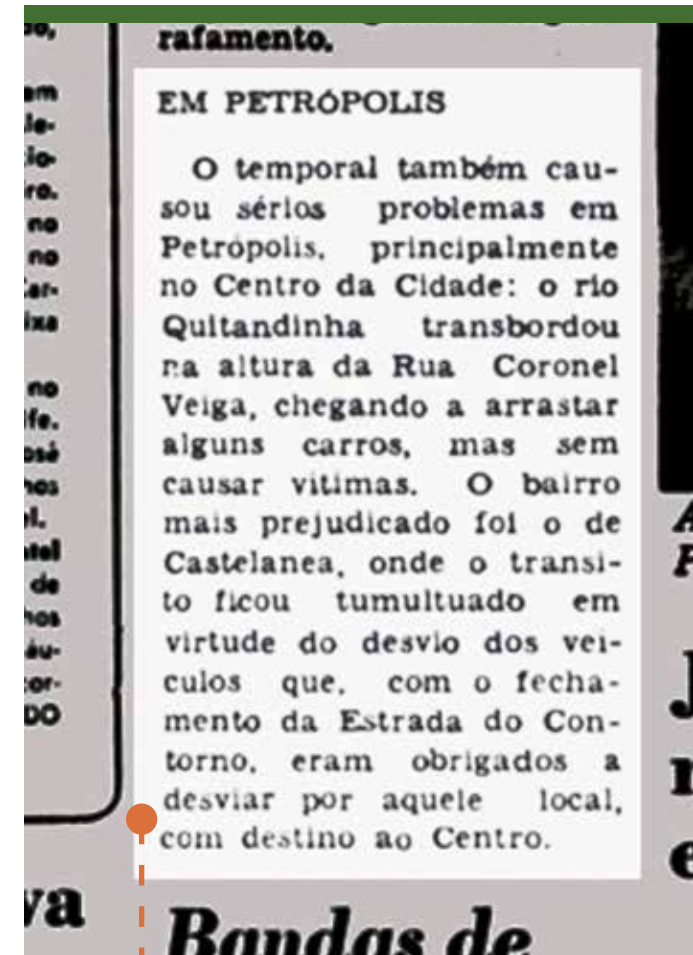 rafamento.
EM PETRÓPOLIS
O temporal também cau-
sou sérios problemas em
Petrópolis, principalmente
no Centro da Cidade: o rio
Quitandinha transbordou
na altura da Rua Coronel
Veiga, chegando a arrastar
alguns carros, mas sem
causar vitimas. O bairro
mais prejudicado foi o de
Castelanea, onde o transi-
to ficou tumultuado em
virtude do desvio dos vei-
culos que, com o fecha-
mento da Estrada do Con-
torno, eram obrigados a
desviar por aquele local,
com destino ao Centro.
Bandas de